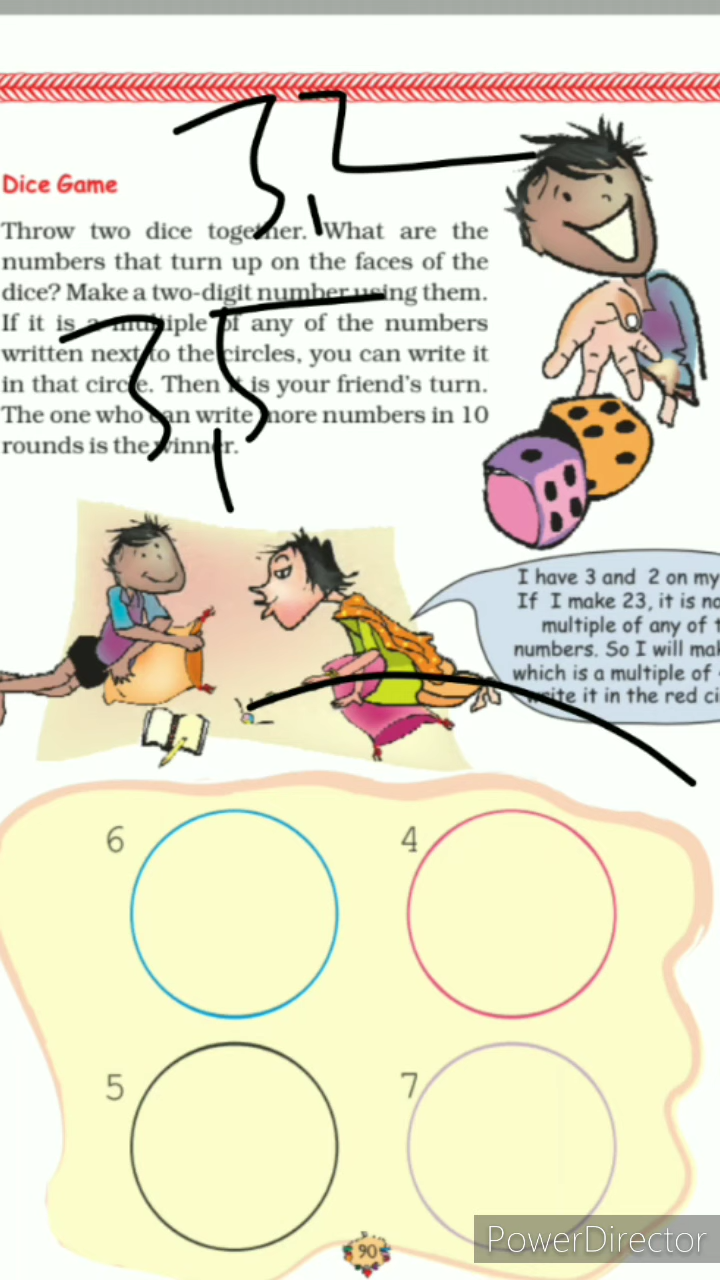 32
Dice Game
Throw two dice together. What are the
numbers that turn up on the faces of the
dice? Make a two-digit number using them.
If it is a multiple of any of the numbers
written next to the circles, you can write it
in that circle. Then it is your friend's turn.
The one who can write more numbers in 10
rounds is the winner.
35
I have 3 and 2 on my
If I make 23, it is no
multiple of any of t
numbers. So I will mak
which is a multiple of
write it in the red ci
6
4
5
7
90
PowerDirector